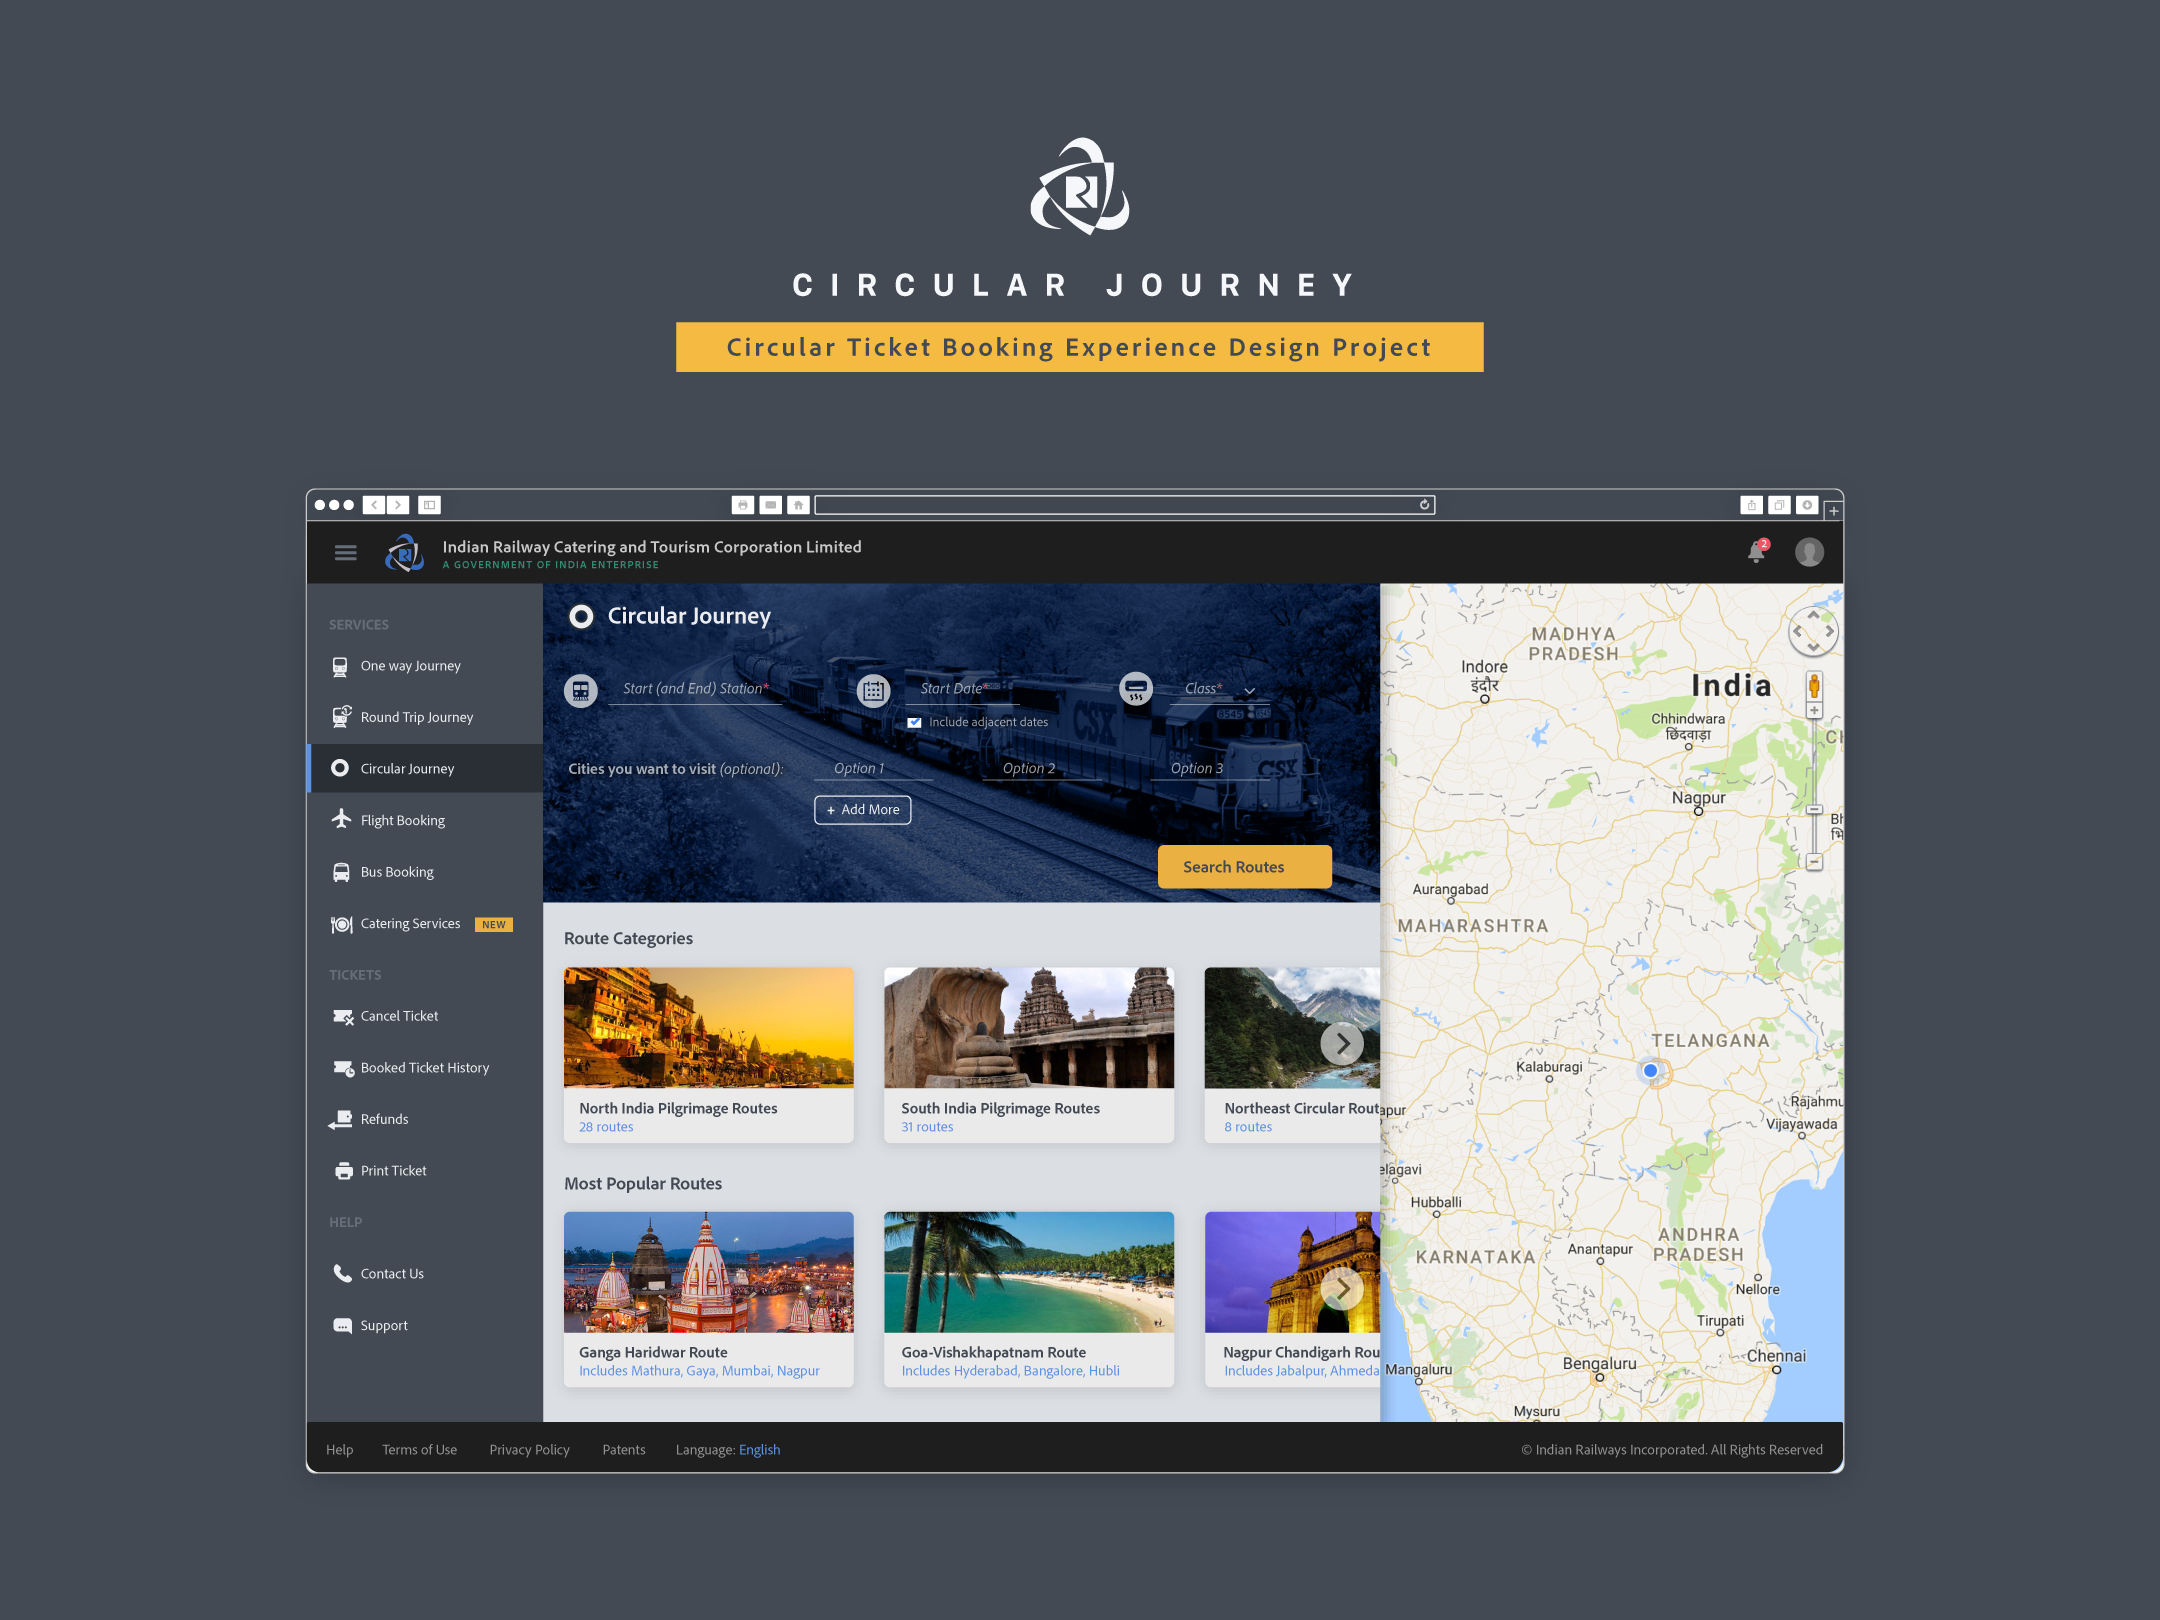 RI
CIRCULAR JOURNEY
Circular Ticket Booking Experience Design Project
RI
Indian Railway Catering and Tourism Corporation Limited
A GOVERNMENT OF INDIA ENTERPRISE
2
SERVICES
One way Journey
Round Trip Journey
Circular Journey
Flight Booking
Bus Booking
Catering Services NEW
TICKETS
Cancel Ticket
Booked Ticket History
Refunds
Print Ticket
HELP
Contact Us
Support
Circular Journey
Start (and End) Station*
Start Date*
Class*
Include adjacent dates
Cities you want to visit (optional):
Option 1
Option 2
Option 3
+ Add More
Search Routes
CSX
8545
CSX
Route Categories
North India Pilgrimage Routes
28 routes
South India Pilgrimage Routes
31 routes
Northeast Circular Rout
8 routes
Most Popular Routes
Ganga Haridwar Route
Includes Mathura, Gaya, Mumbai, Nagpur
Goa-Vishakhapatnam Route
Includes Hyderabad, Bangalore, Hubli
Nagpur Chandigarh Rou
Includes Jabalpur, Ahmeda
MADHYA
PRADESH
Indore
इंदौर
India
Chhindwara
छिंदवाड़ा
CH
Nagpur
Bh
भि
Aurangabad
MAHARASHTRA
TELANGANA
Kalaburagi
apur
Rajahmu
Vijayawada
elagavi
Hubballi
ANDHRA
PRADESH
KARNATAKA
Anantapur
Nellore
Tirupati
Chennai
Bengaluru
Mangaluru
Mysuru
Help
Terms of Use
Privacy Policy
Patents
Language: English
© Indian Railways Incorporated. All Rights Reserved